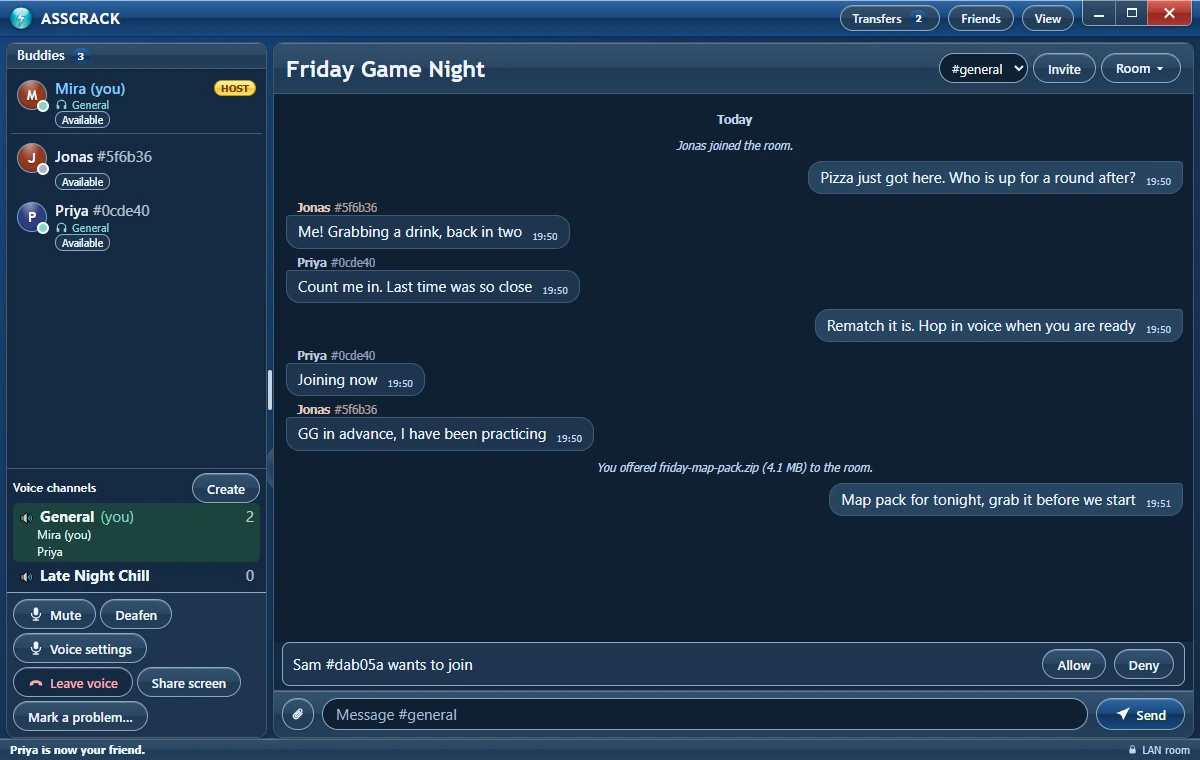 ASSCRACK
Transfers 2
Friends
View
Buddies 3
M
Mira (you)
HOST
General
Available
J
Jonas #5f6b36
Available
P
Priya #0cde40
General
Available
Voice channels
Create
General (you) 2
Mira (you)
Priya
Late Night Chill 0
Mute
Deafen
Voice settings
Leave voice
Share screen
Mark a problem...
Friday Game Night
#general
Invite
Room
Today
Jonas joined the room.
Pizza just got here. Who is up for a round after? 19:50
Jonas #5f6b36
Me! Grabbing a drink, back in two 19:50
Priya #0cde40
Count me in. Last time was so close 19:50
Rematch it is. Hop in voice when you are ready 19:50
Priya #0cde40
Joining now 19:50
Jonas #5f6b36
GG in advance, I have been practicing 19:50
You offered friday-map-pack.zip (4.1 MB) to the room.
Map pack for tonight, grab it before we start 19:51
Sam #dab05a wants to join
Allow
Deny
Message #general
Send
Priya is now your friend.
LAN room